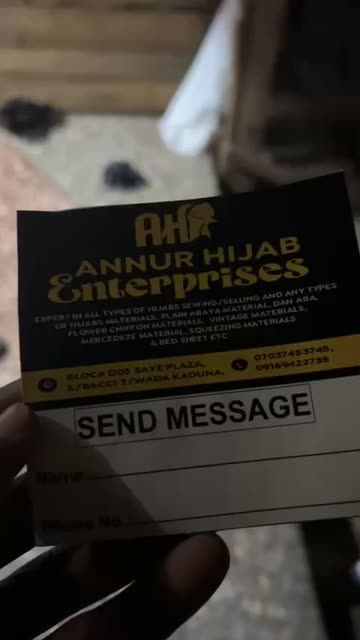 AH
ANNUR HIJAB
Enterprises
EXPERT IN ALL TYPES OF HIJABS SEWING/SELLING AND ANY TYPES
OF HIJABS MATERIALS, PLAIN ABAYA MATERIAL, DAN ABA,
FLOWER CHIFFON MATERIALS, VINTAGE MATERIALS,
MERCEDEZE MATERIAL, SQUEEZING MATERIALS
& BED SHEET ETC
BLOCK D05 SAYE PLAZA,
K/BACCI T/WADA KADUNA,
07037453745,
09169422738
SEND MESSAGE
Name
Phone No